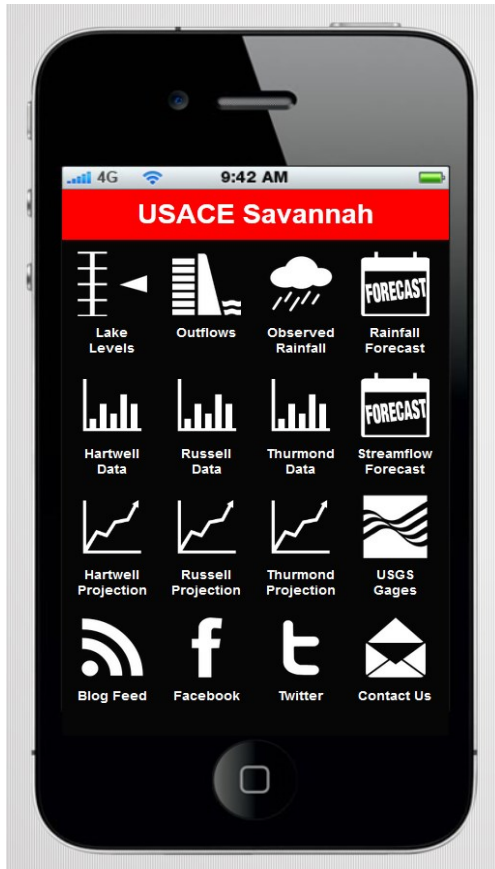 4G 9:42 AM
USACE Savannah
FORECAST FORECAST
Lake Levels
Outflows
Observed Rainfall
Rainfall Forecast
Hartwell Data
Russell Data
Thurmond Data
Streamflow Forecast
Hartwell Projection
Russell Projection
Thurmond Projection
USGS Gages
Blog Feed
Facebook
Twitter
Contact Us